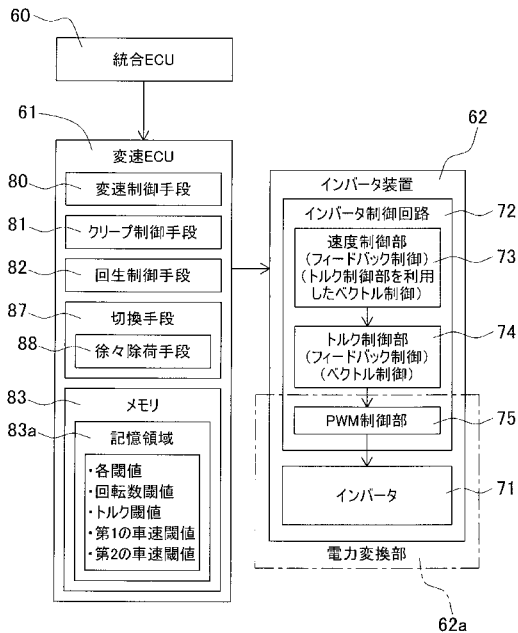 60
統合ECU
61
変速ECU
80
変速制御手段
81
クリープ制御手段
82
回生制御手段
87
切換手段
88
徐々除荷手段
83
メモリ
83a
記憶領域
・各閾値
・回転数閾値
・トルク閾値
・第1の車速閾値
・第2の車速閾値
62
インバータ装置
インバータ制御回路
72
速度制御部
(フィードバック制御)
(トルク制御部を利用
したベクトル制御)
73
トルク制御部
(フィードバック制御)
(ベクトル制御)
74
PWM制御部
75
インバータ
71
電力変換部
62a